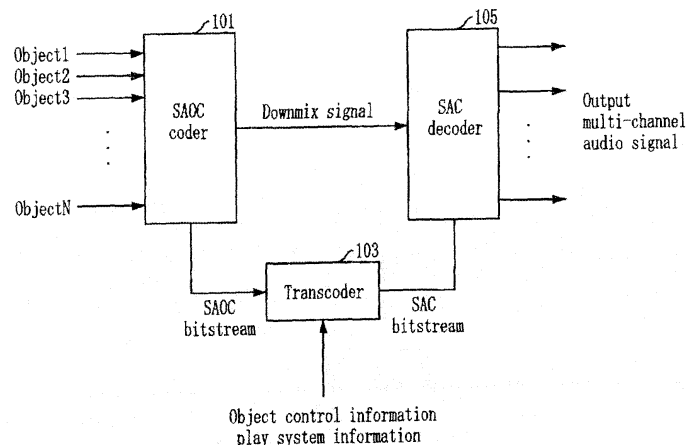 101
105
Object1
Object2
Object3
ObjectN
SAOC
coder
Downmix signal
SAC
decoder
Output
multi-channel
audio signal
103
Transcoder
SAOC
bitstream
SAC
bitstream
Object control information
play system information